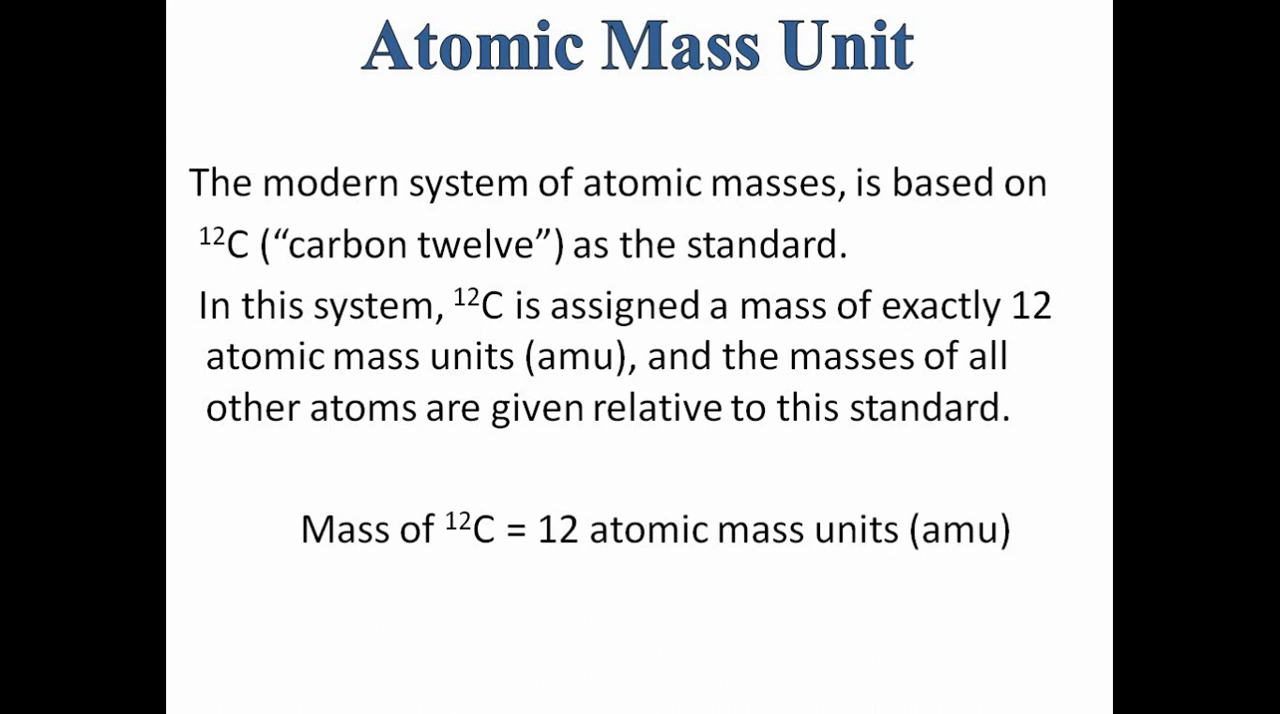 Atomic Mass Unit
The modern system of atomic masses, is based on
¹²C (“carbon twelve”) as the standard.
In this system, ¹²C is assigned a mass of exactly 12
atomic mass units (amu), and the masses of all
other atoms are given relative to this standard.
Mass of ¹²C = 12 atomic mass units (amu)